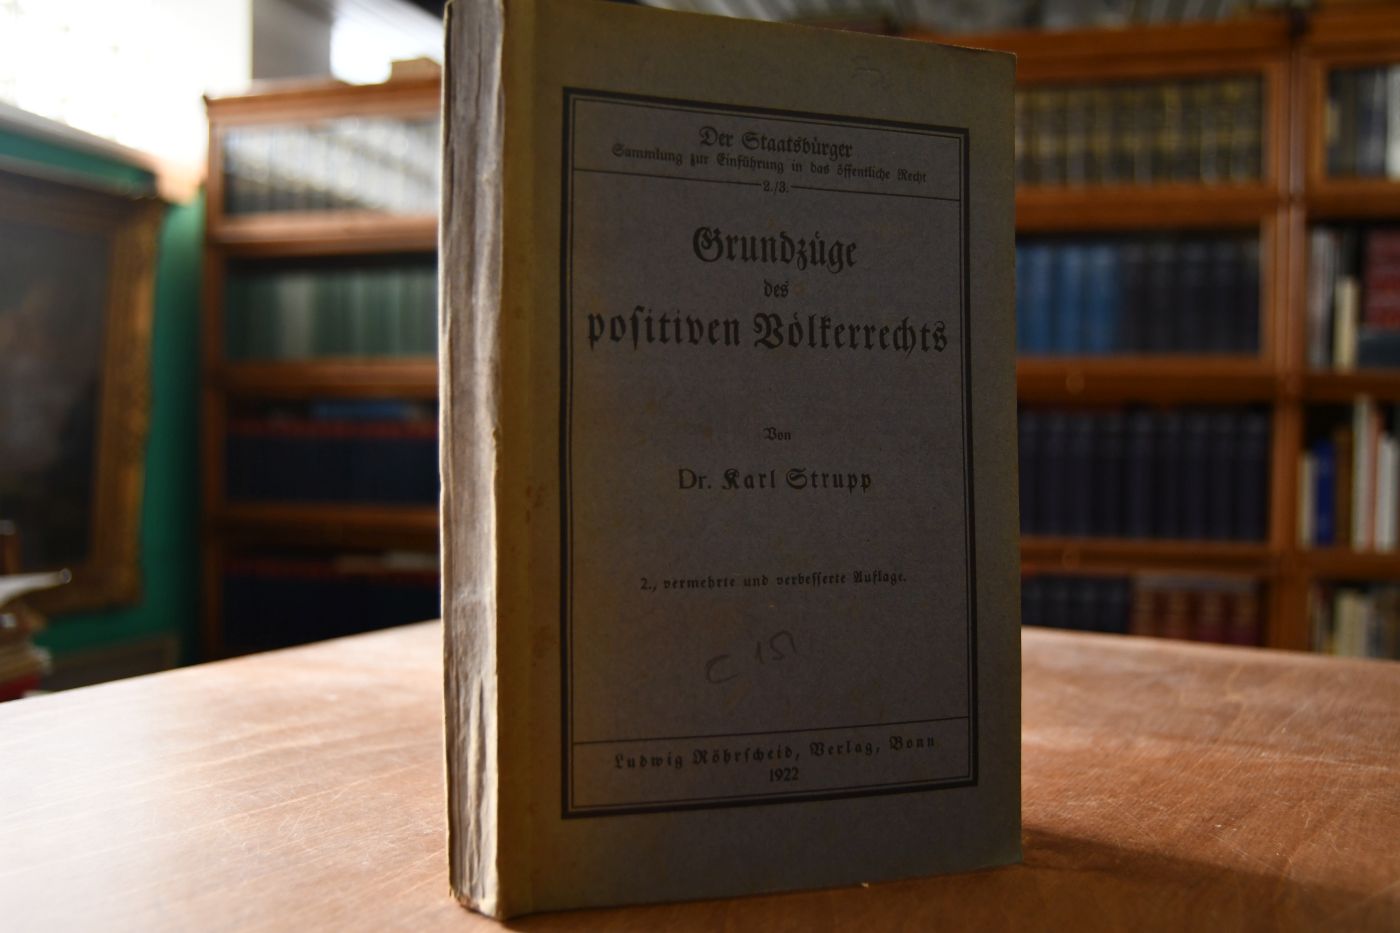 Der Staatsbürger
Sammlung zur Einführung in das öffentliche Recht
2./3.
Grundzüge
des
positiven Völkerrechts
Von
Dr. Karl Strupp
2., vermehrte und verbesserte Auflage.
C 151
Ludwig Röhrscheid, Verlag, Bonn
1922